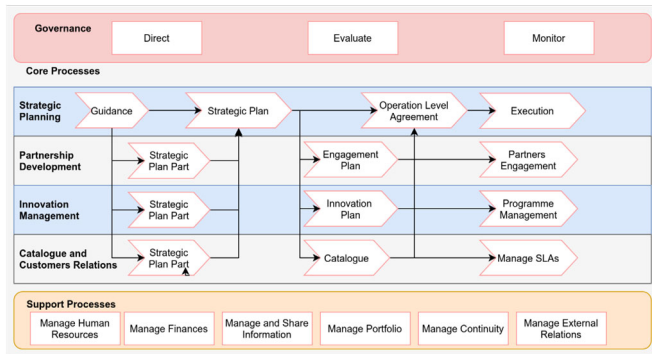 Governance
Direct
Evaluate
Monitor
Core Processes
Strategic
Planning
Guidance
Strategic Plan
Operation Level
Agreement
Execution
Partnership
Development
Strategic
Plan Part
Engagement
Plan
Partners
Engagement
Innovation
Management
Strategic
Plan Part
Innovation
Plan
Programme
Management
Catalogue and
Customers Relations
Strategic
Plan Part
Catalogue
Manage SLAs
Support Processes
Manage Human
Resources
Manage Finances
Manage and Share
Information
Manage Portfolio
Manage Continuity
Manage External
Relations